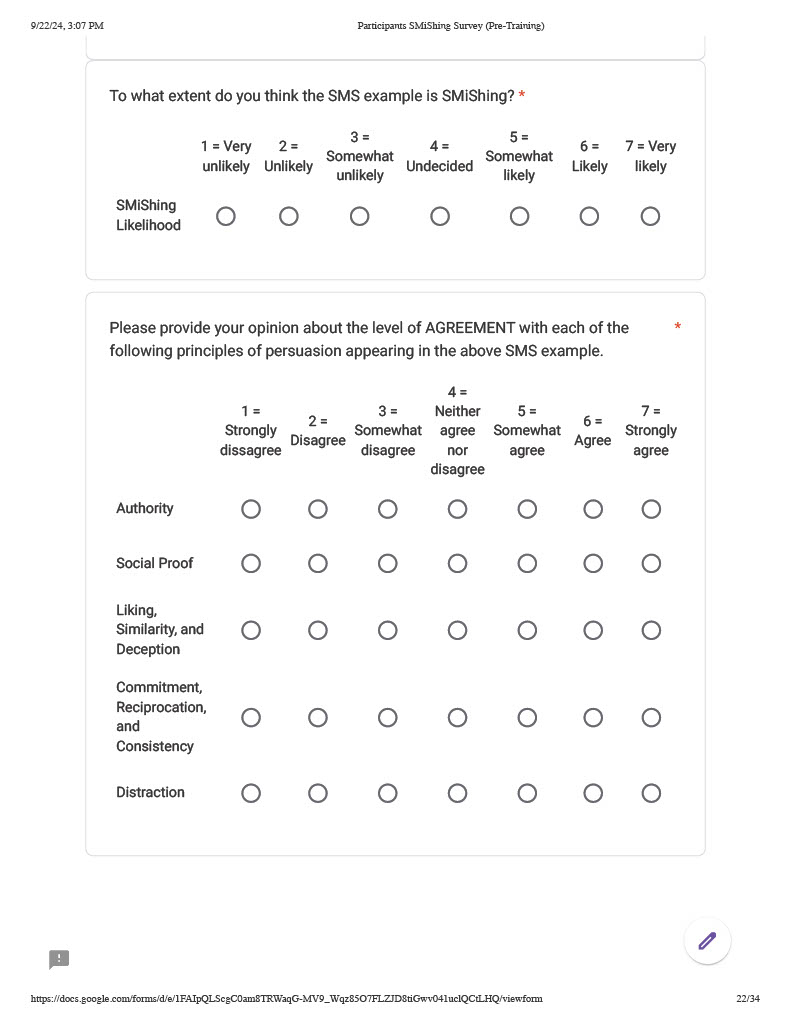 9/22/24, 3:07 PM Participants SMiShing Survey (Pre-Training)
To what extent do you think the SMS example is SMiShing? *
1 = Very unlikely 2 = Unlikely 3 = Somewhat unlikely 4 = Undecided 5 = Somewhat likely 6 = Likely 7 = Very likely
SMiShing
Likelihood
Please provide your opinion about the level of AGREEMENT with each of the *
following principles of persuasion appearing in the above SMS example.
1 = Strongly dissagree 2 = Disagree 3 = Somewhat disagree 4 = Neither agree nor disagree 5 = Somewhat agree 6 = Agree 7 = Strongly agree
Authority
Social Proof
Liking,
Similarity, and
Deception
Commitment,
Reciprocation,
and
Consistency
Distraction
https://docs.google.com/forms/d/e/1FAIpQLScgC0am8TRWaqG-MV9_Wqz85O7FLZJD8tiGwv041uclQCtLHQ/viewform 22/34